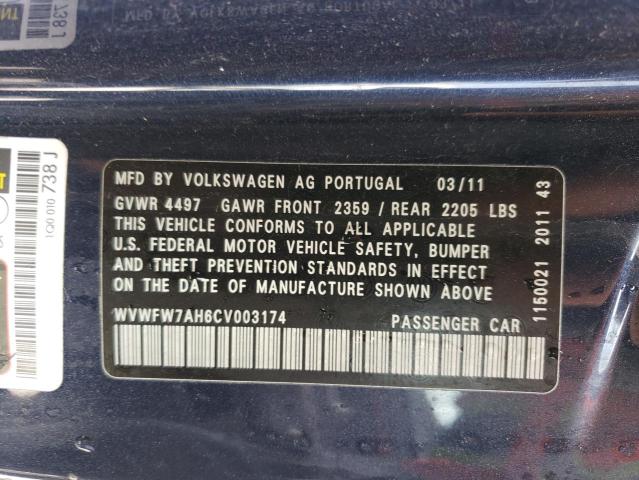 MFD BY VOLKSWAGEN AG PORTUGAL 03/11
GVWR 4497 GAWR FRONT 2359 / REAR 2205 LBS
THIS VEHICLE CONFORMS TO ALL APPLICABLE
U.S. FEDERAL MOTOR VEHICLE SAFETY, BUMPER
AND THEFT PREVENTION STANDARDS IN EFFECT
ON THE DATE OF MANUFACTURE SHOWN ABOVE
WVWFW7AH6CV003174 PASSENGER CAR
1150021 2011 43
1Q0 010 738 J